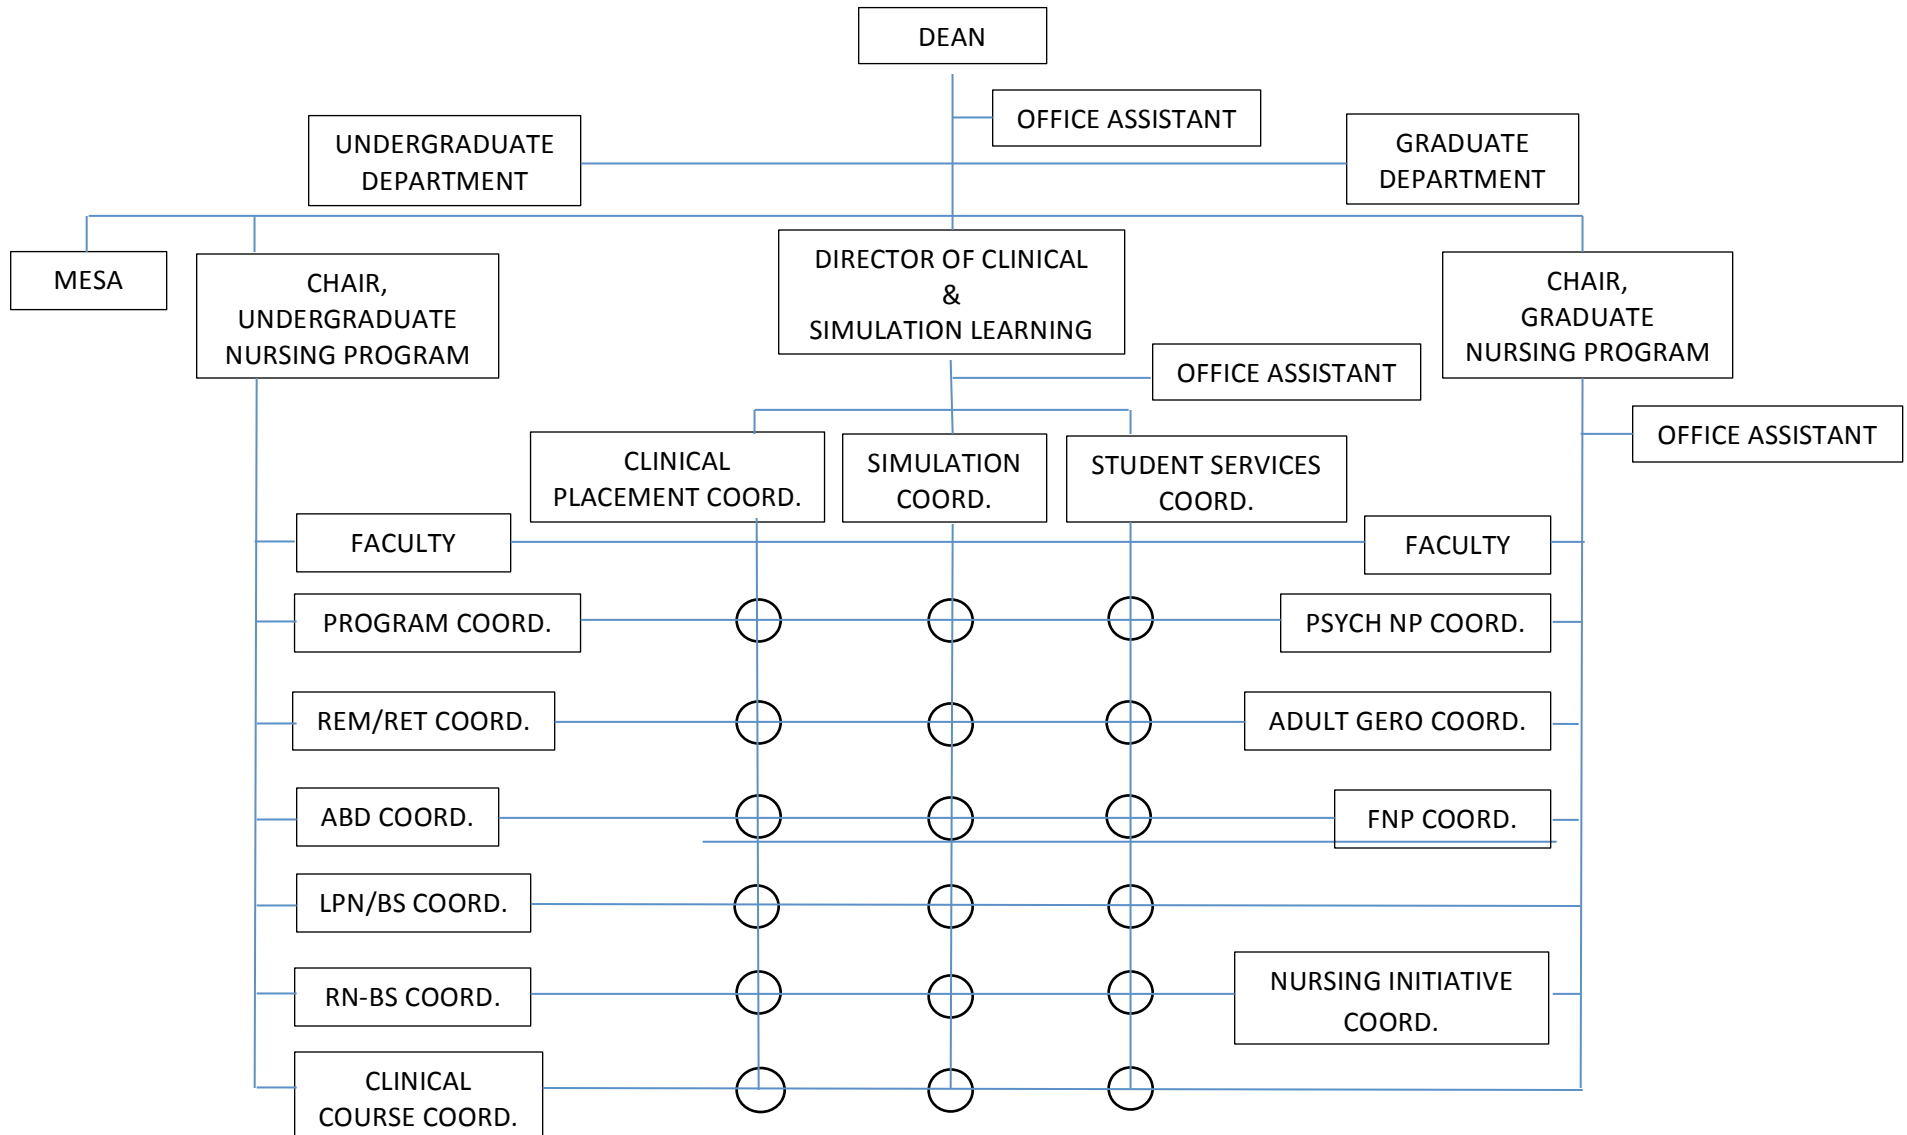 DEAN
OFFICE ASSISTANT
UNDERGRADUATE
DEPARTMENT
GRADUATE
DEPARTMENT
MESA
CHAIR,
UNDERGRADUATE
NURSING PROGRAM
DIRECTOR OF CLINICAL
&
SIMULATION LEARNING
CHAIR,
GRADUATE
NURSING PROGRAM
OFFICE ASSISTANT
OFFICE ASSISTANT
CLINICAL
PLACEMENT COORD.
SIMULATION
COORD.
STUDENT SERVICES
COORD.
FACULTY
FACULTY
PROGRAM COORD.
PSYCH NP COORD.
REM/RET COORD.
ADULT GERO COORD.
ABD COORD.
FNP COORD.
LPN/BS COORD.
RN-BS COORD.
NURSING INITIATIVE
COORD.
CLINICAL
COURSE COORD.